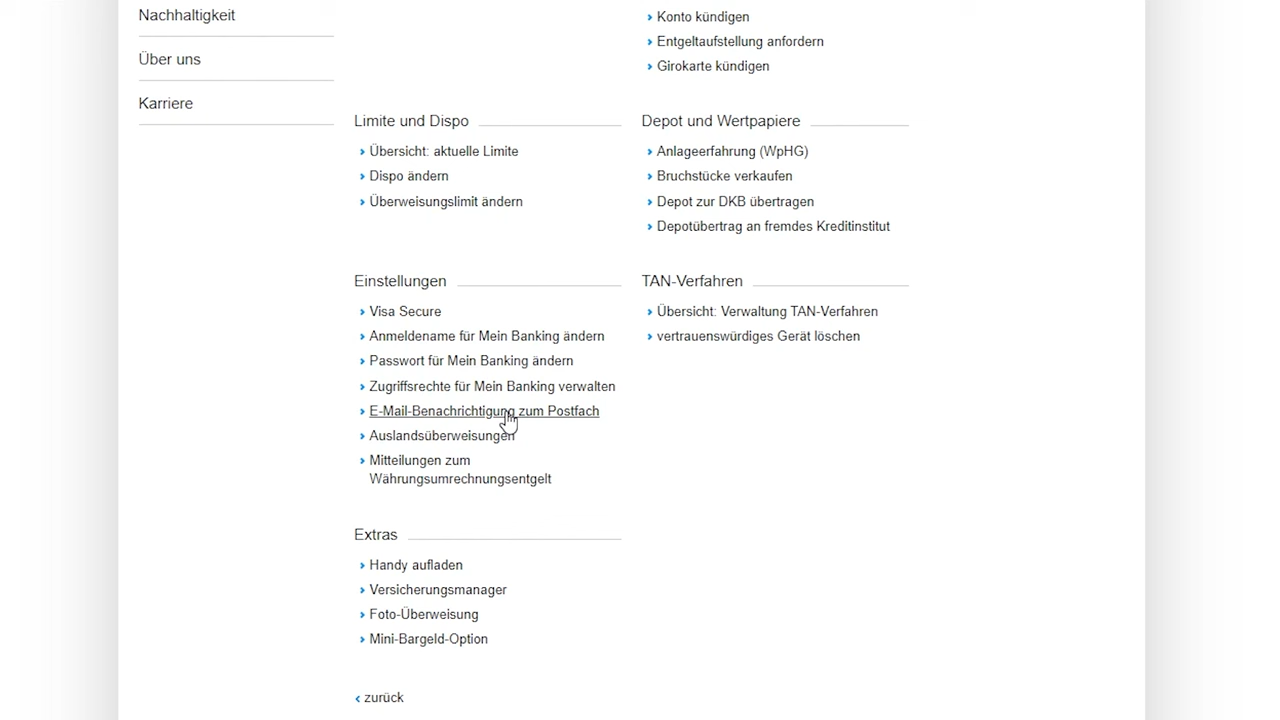 Nachhaltigkeit
Über uns
Karriere
Konto kündigen
Entgeltaufstellung anfordern
Girokarte kündigen
Limite und Dispo
Übersicht: aktuelle Limite
Dispo ändern
Überweisungslimit ändern
Depot und Wertpapiere
Anlageerfahrung (WpHG)
Bruchstücke verkaufen
Depot zur DKB übertragen
Depotübertrag an fremdes Kreditinstitut
Einstellungen
Visa Secure
Anmeldename für Mein Banking ändern
Passwort für Mein Banking ändern
Zugriffsrechte für Mein Banking verwalten
E-Mail-Benachrichtigung zum Postfach
Auslandsüberweisungen
Mitteilungen zum
Währungsumrechnungsentgelt
TAN-Verfahren
Übersicht: Verwaltung TAN-Verfahren
vertrauenswürdiges Gerät löschen
Extras
Handy aufladen
Versicherungsmanager
Foto-Überweisung
Mini-Bargeld-Option
zurück